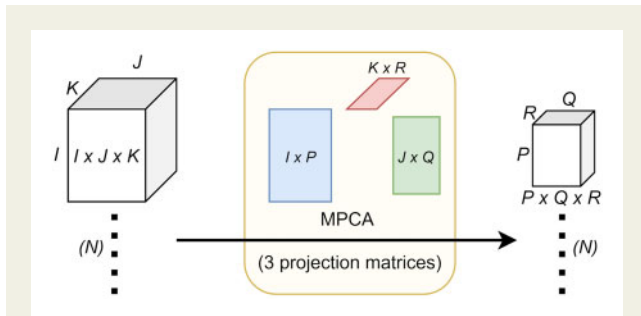 J
K
I
I x J x K
(N)
K x R
I x P
J x Q
MPCA
(3 projection matrices)
Q
R
P
P x Q x R
(N)